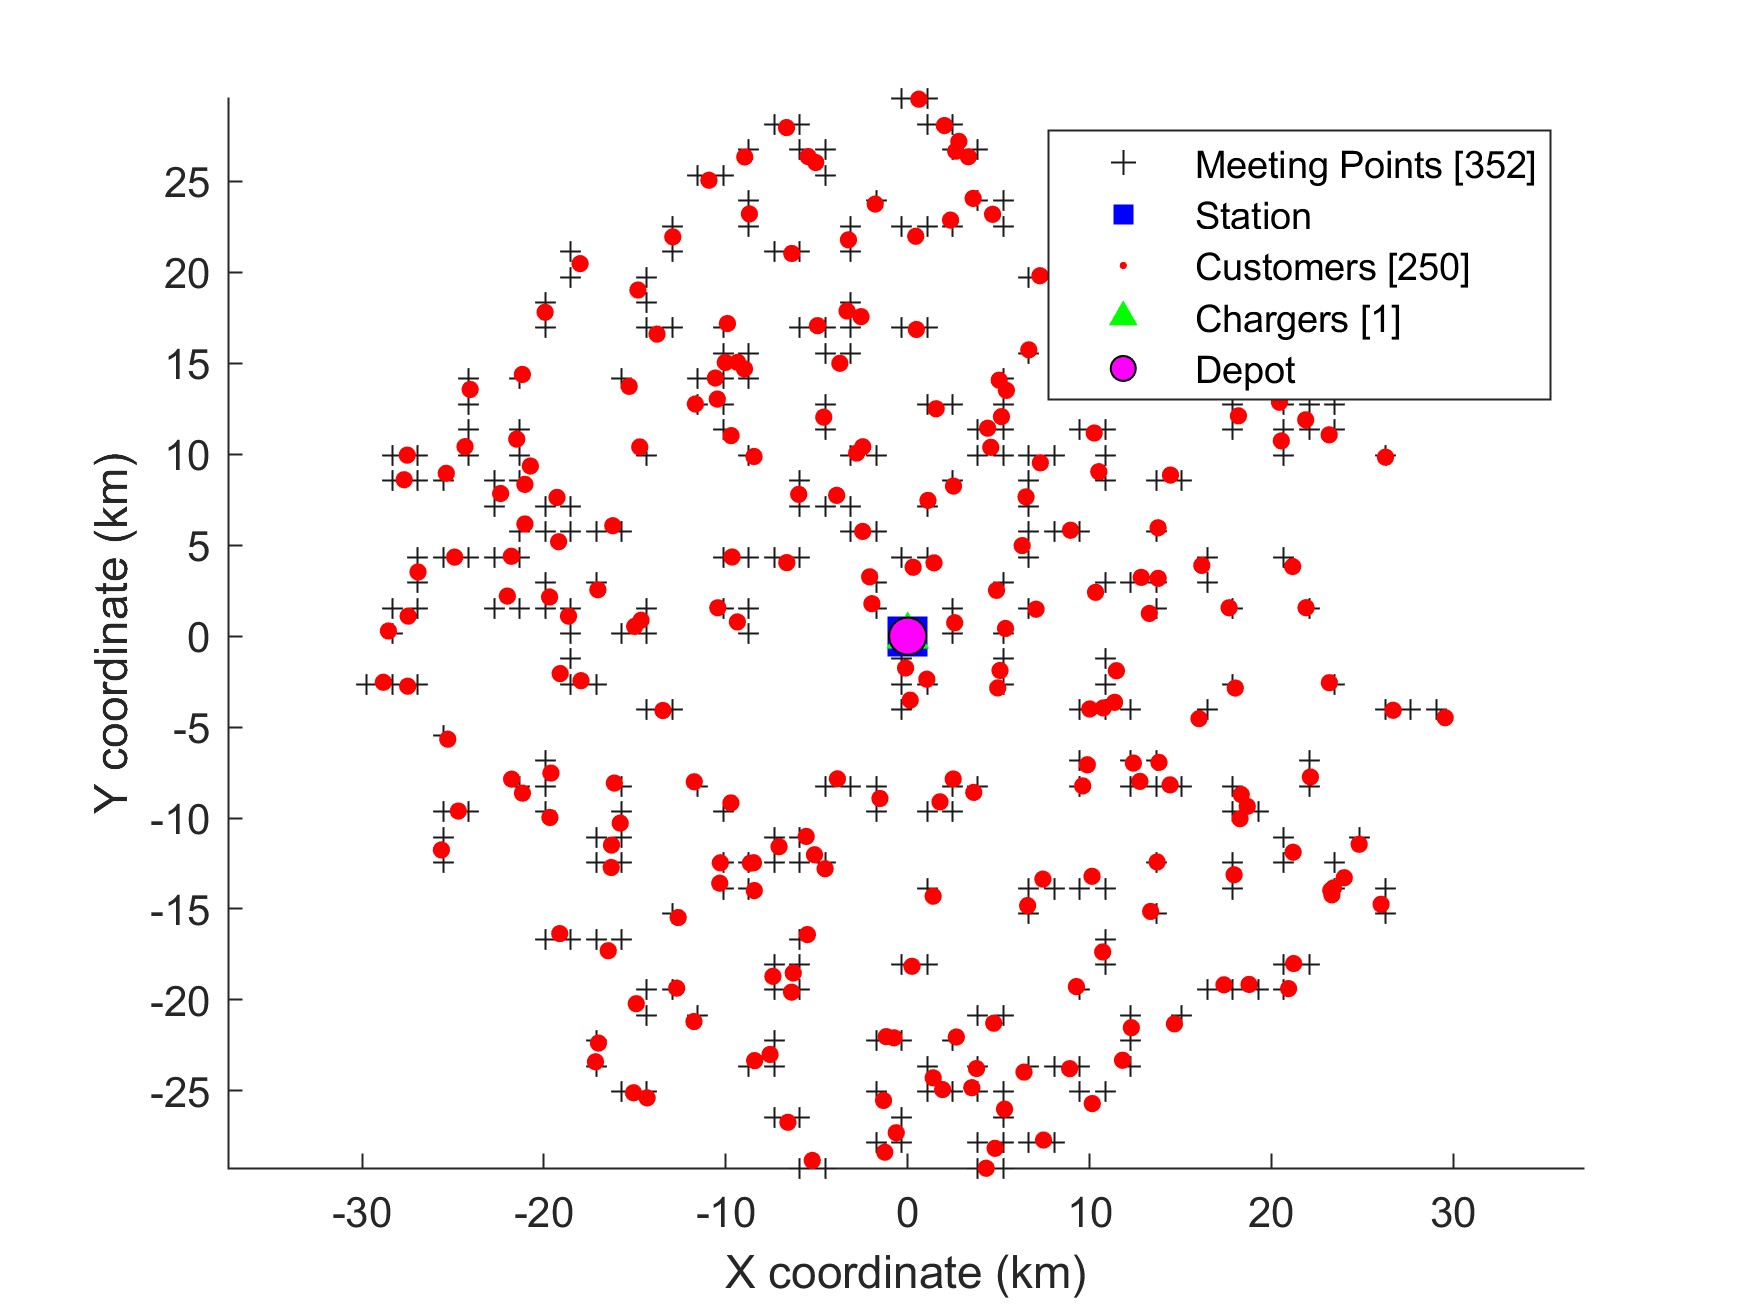 25
20
15
10
5
0
-5
-10
-15
-20
-25
Y coordinate (km)
Meeting Points [352]
Station
Customers [250]
Chargers [1]
Depot
-30
-20
-10
0
10
20
30
X coordinate (km)